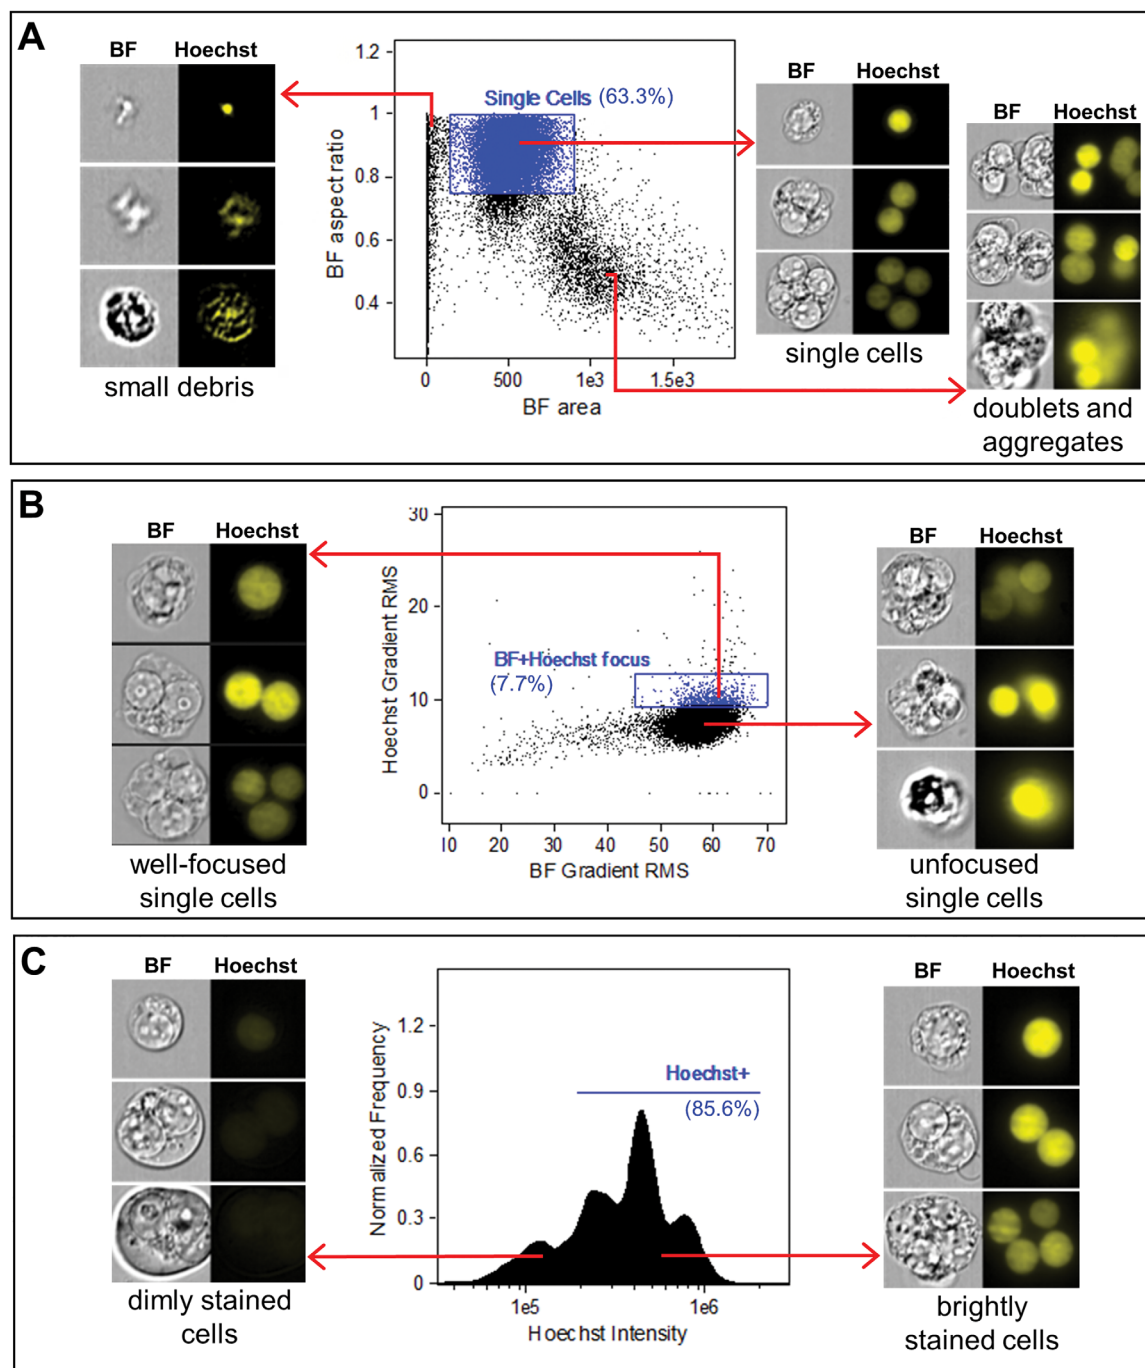 A
BF Hoechst
small debris
BF aspect ratio
1.2
1
0.8
0.6
0.4
Single Cells (63.3%)
0 500 1e3 1.5e3
BF area
BF Hoechst
single cells
BF Hoechst
doublets and
aggregates
B
BF Hoechst
well-focused
single cells
Hoechst Gradient RMS
30
20
10
0
BF+Hoechst focus
(7.7%)
10 20 30 40 50 60 70
BF Gradient RMS
BF Hoechst
unfocused
single cells
C
BF Hoechst
dimly stained
cells
Normalized Frequency
1.2
0.9
0.6
0.3
0
Hoechst+
(85.6%)
1e5 1e6
Hoechst Intensity
BF Hoechst
brightly
stained cells